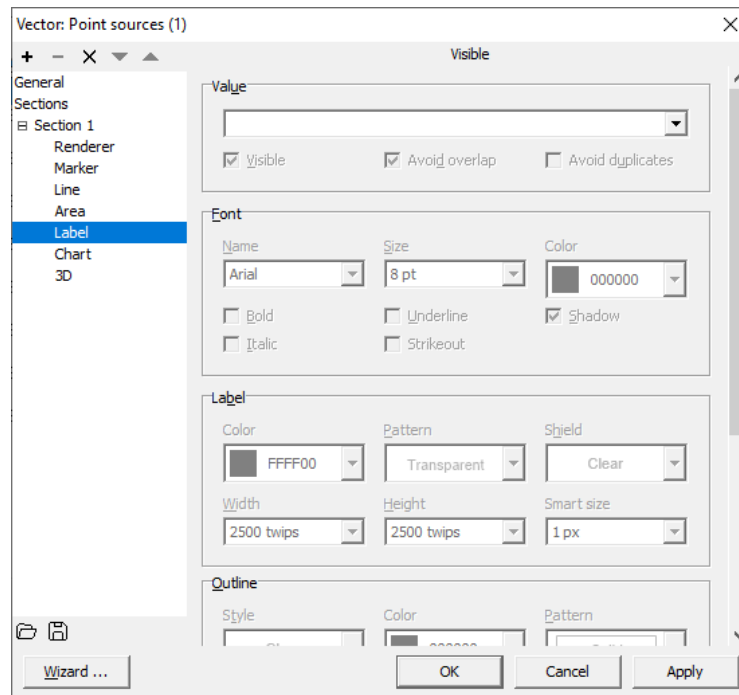 Vector: Point sources (1)
Visible
General
Sections
Section 1
Renderer
Marker
Line
Area
Label
Chart
3D
Value
Visible Avoid overlap Avoid duplicates
Font
Name Size Color
Arial 8 pt 000000
Bold Underline Shadow
Italic Strikeout
Label
Color Pattern Shield
FFFF00 Transparent Clear
Width Height Smart size
2500 twips 2500 twips 1 px
Outline
Style Color Pattern
Wizard ... OK Cancel Apply